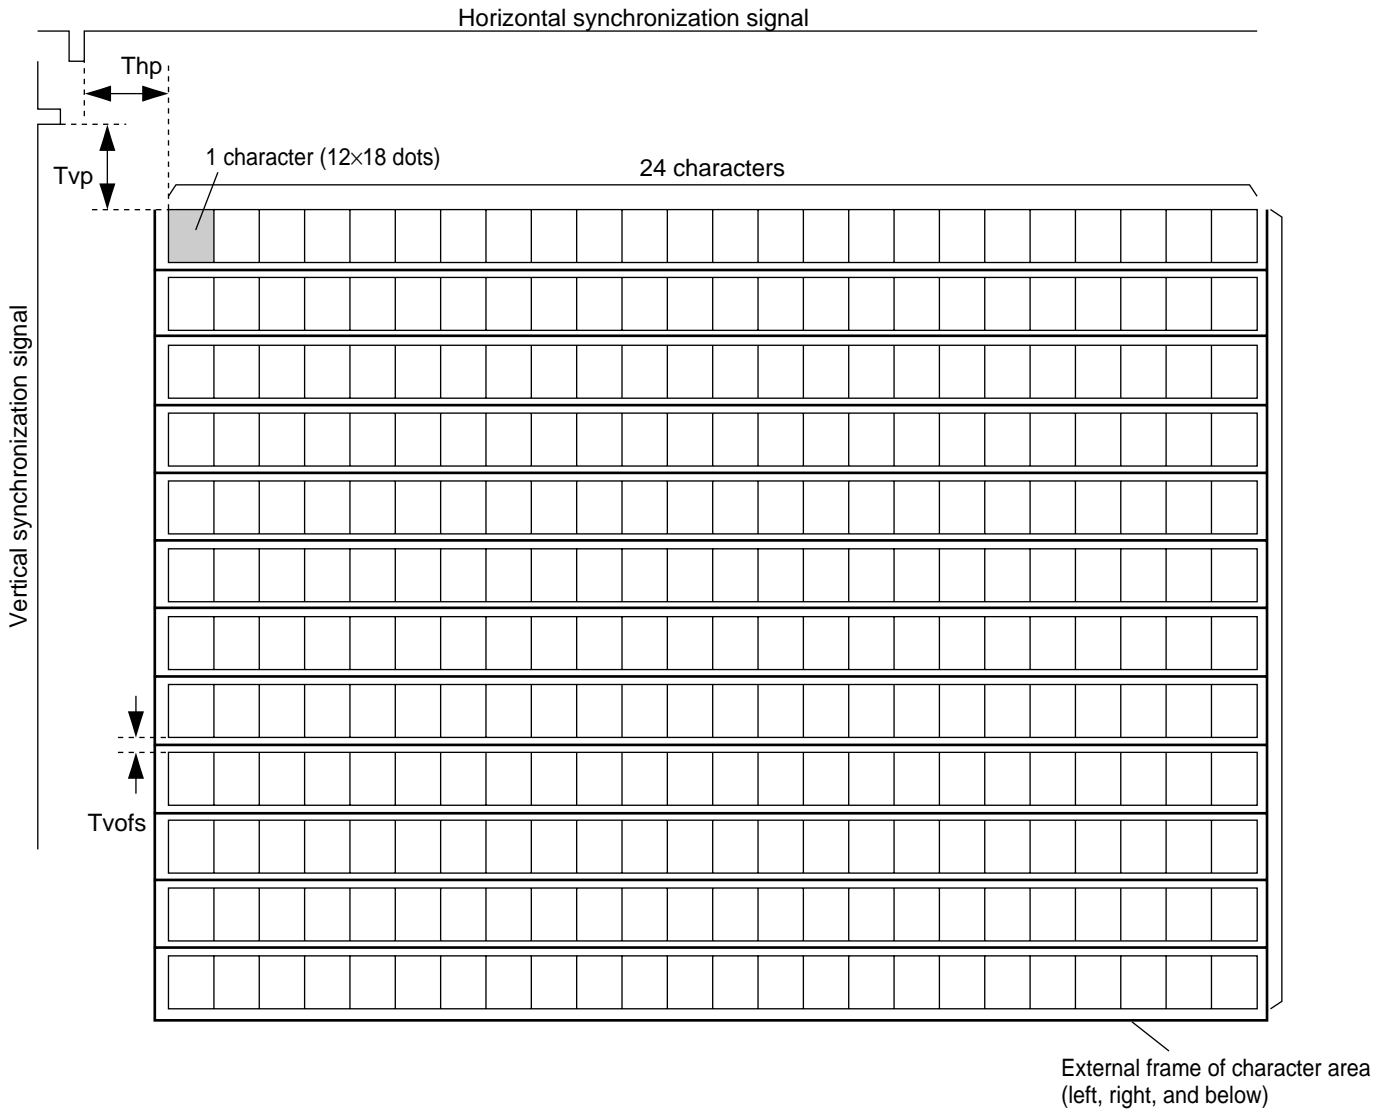 Horizontal synchronization signal
Thp
1 character (12×18 dots)
24 characters
Tvp
Vertical synchronization signal
Tvofs
External frame of character area
(left, right, and below)